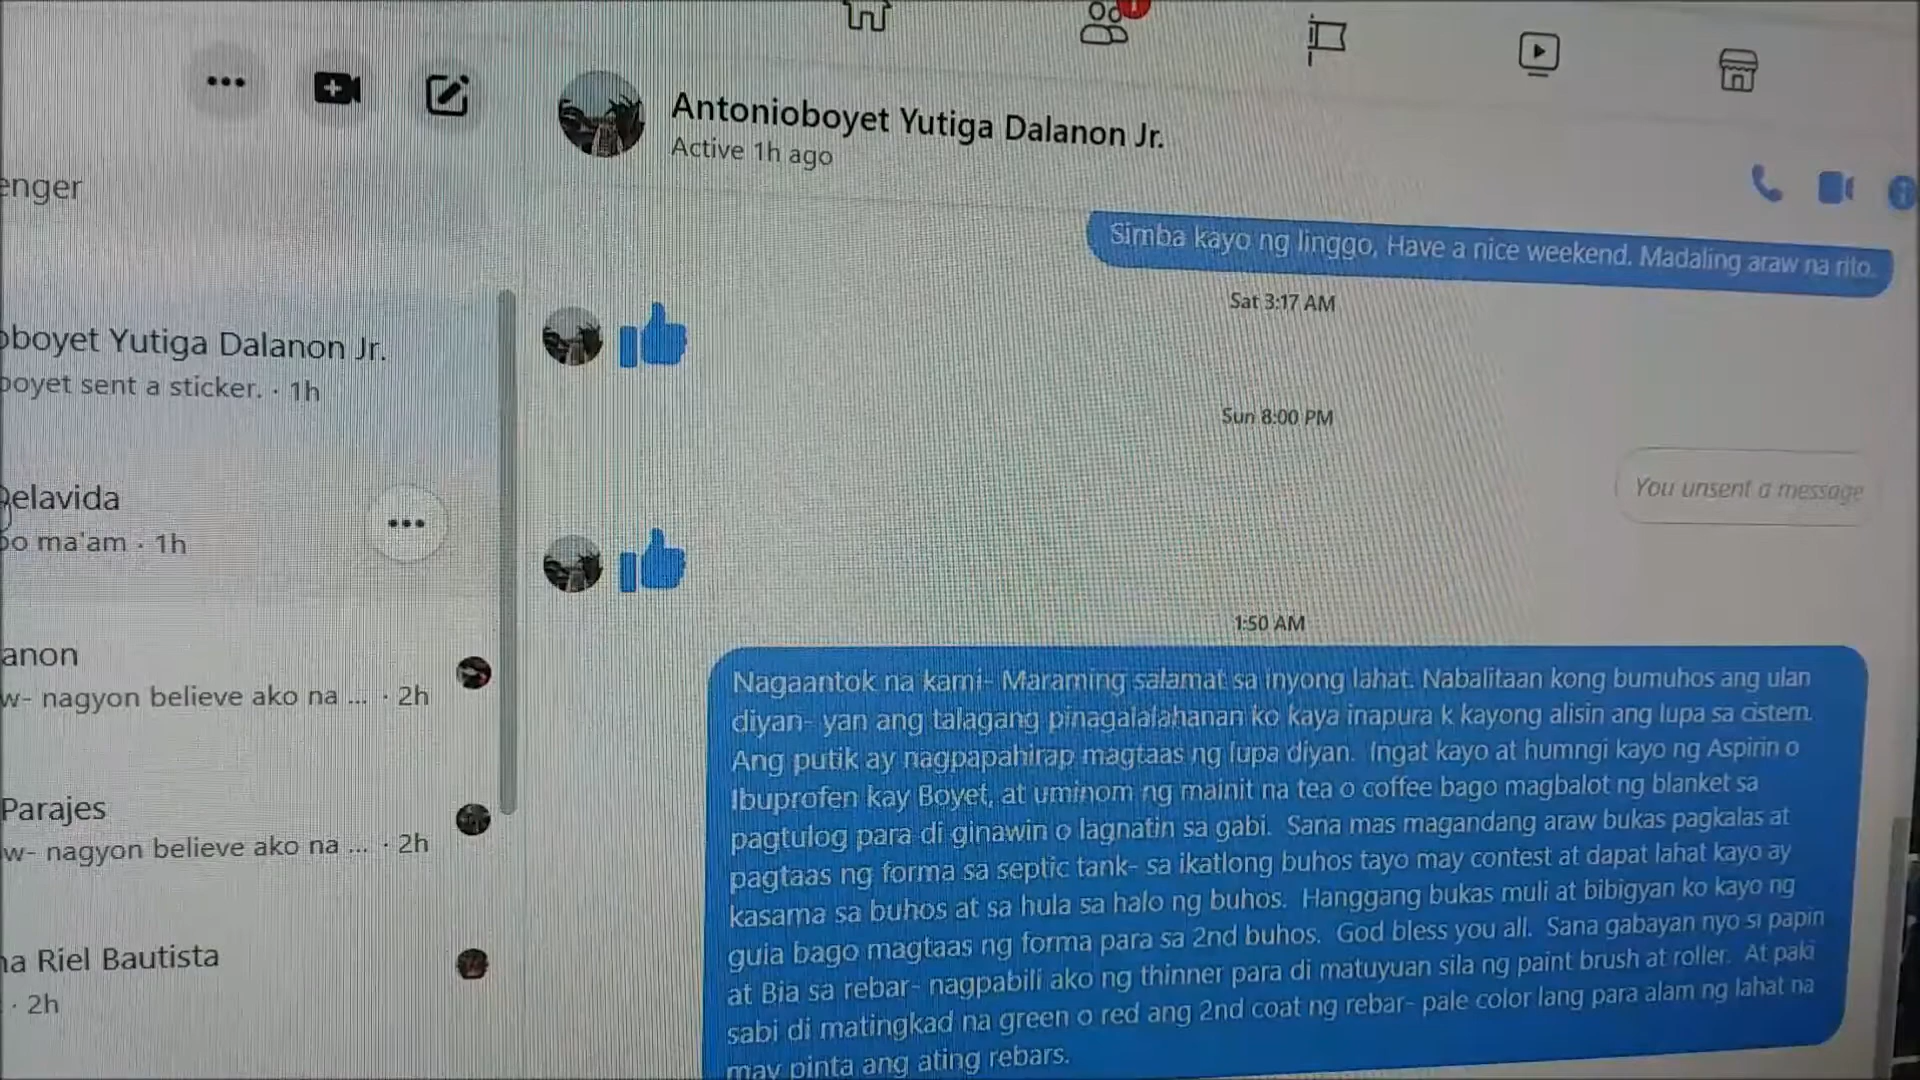 Antonioboyet Yutiga Dalanon Jr.
Active 1h ago
enger
oboyet Yutiga Dalanon Jr.
boyet sent a sticker. · 1h
Delavida
po ma'am · 1h
anon
w- nagyon believe ako na ... · 2h
Parajes
w- nagyon believe ako na ... · 2h
na Riel Bautista
· 2h
Simba kayo ng linggo, Have a nice weekend. Madaling araw na rito.
Sat 3:17 AM
Sun 8:00 PM
You unsent a message
1:50 AM
Nagaantok na kami- Maraming salamat sa inyong lahat. Nabalitaan kong bumuhos ang ulan
diyan- yan ang talagang pinagalalahanan ko kaya inapura k kayong alisin ang lupa sa cistern.
Ang putik ay nagpapahirap magtaas ng lupa diyan. Ingat kayo at humngi kayo ng Aspirin o
Ibuprofen kay Boyet, at uminom ng mainit na tea o coffee bago magbalot ng blanket sa
pagtulog para di ginawin o lagnatin sa gabi. Sana mas magandang araw bukas pagkalas at
pagtaas ng forma sa septic tank- sa ikatlong buhos tayo may contest at dapat lahat kayo ay
kasama sa buhos at sa hula sa halo ng buhos. Hanggang bukas muli at bibigyan ko kayo ng
guia bago magtaas ng forma para sa 2nd buhos. God bless you all. Sana gabayan nyo si papin
at Bia sa rebar- nagpabili ako ng thinner para di matuyuan sila ng paint brush at roller. At paki
sabi di matingkad na green o red ang 2nd coat ng rebar- pale color lang para alam ng lahat na
may pinta ang ating rebars.